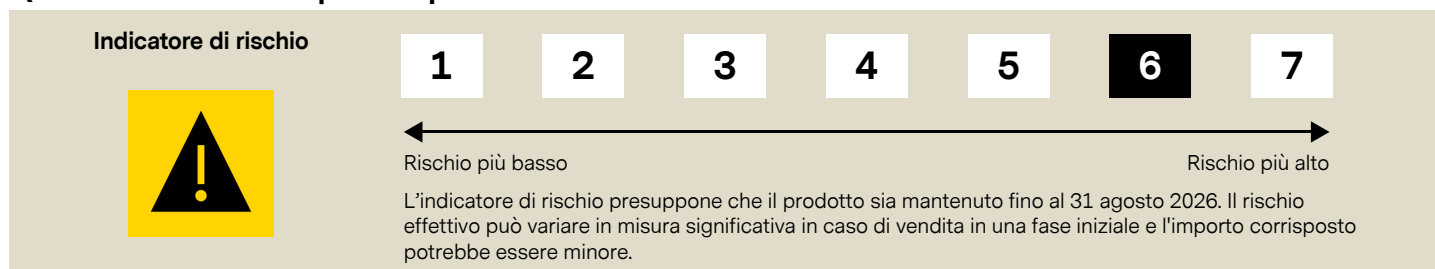 Indicatore di rischio
1 2 3 4 5 6 7
Rischio più basso Rischio più alto
L'indicatore di rischio presuppone che il prodotto sia mantenuto fino al 31 agosto 2026. Il rischio
effettivo può variare in misura significativa in caso di vendita in una fase iniziale e l'importo corrisposto
potrebbe essere minore.